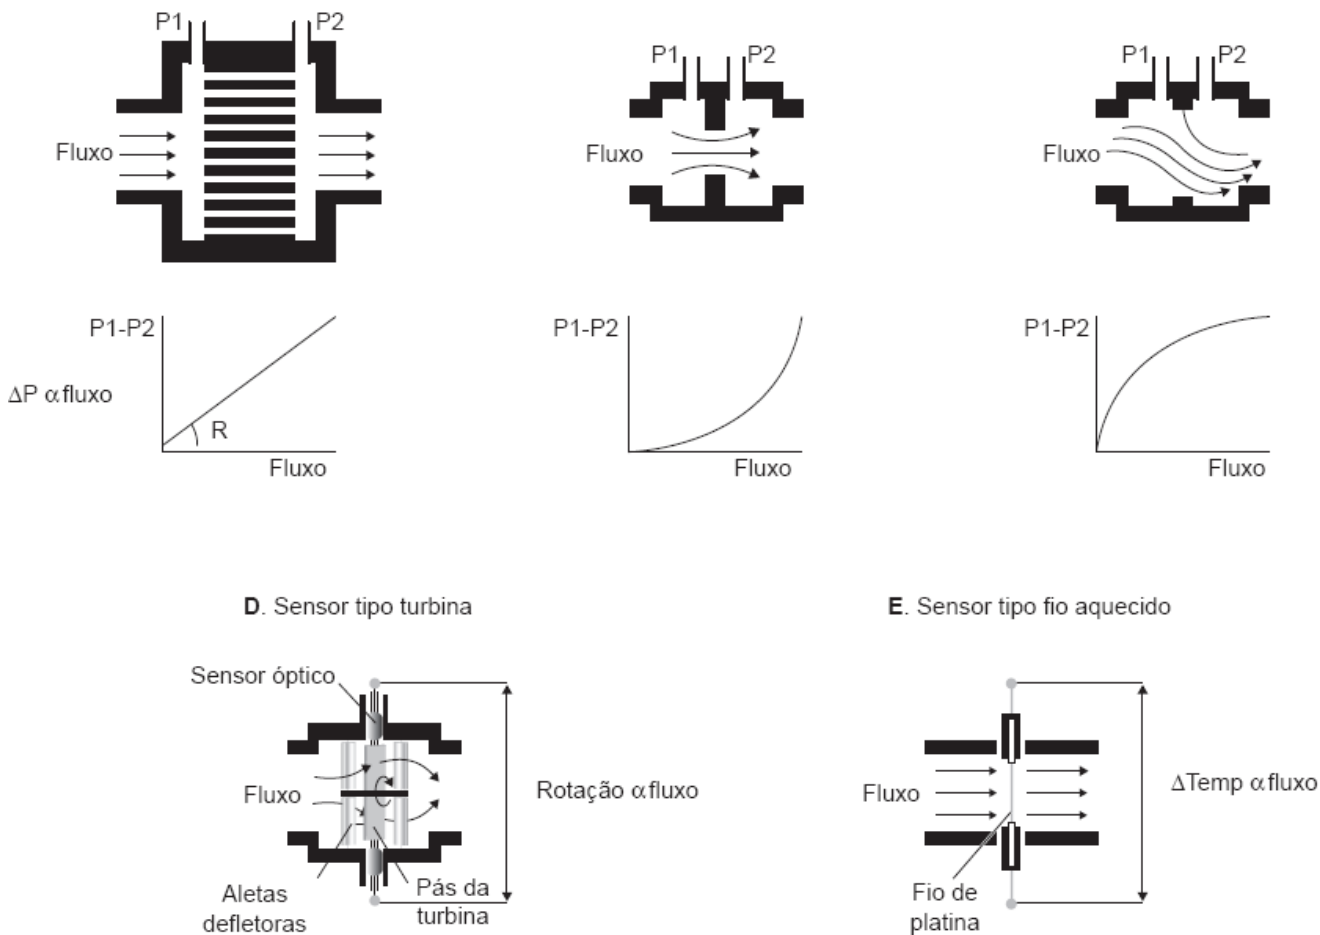 P1
P2
Fluxo
P1
P2
Fluxo
P1
P2
Fluxo
P1-P2
ΔP α fluxo
R
Fluxo
P1-P2
Fluxo
P1-P2
Fluxo
D. Sensor tipo turbina
Sensor óptico
Fluxo
Rotação α fluxo
Aletas
defletoras
Pás da
turbina
E. Sensor tipo fio aquecido
Fluxo
ΔTemp α fluxo
Fio de
platina